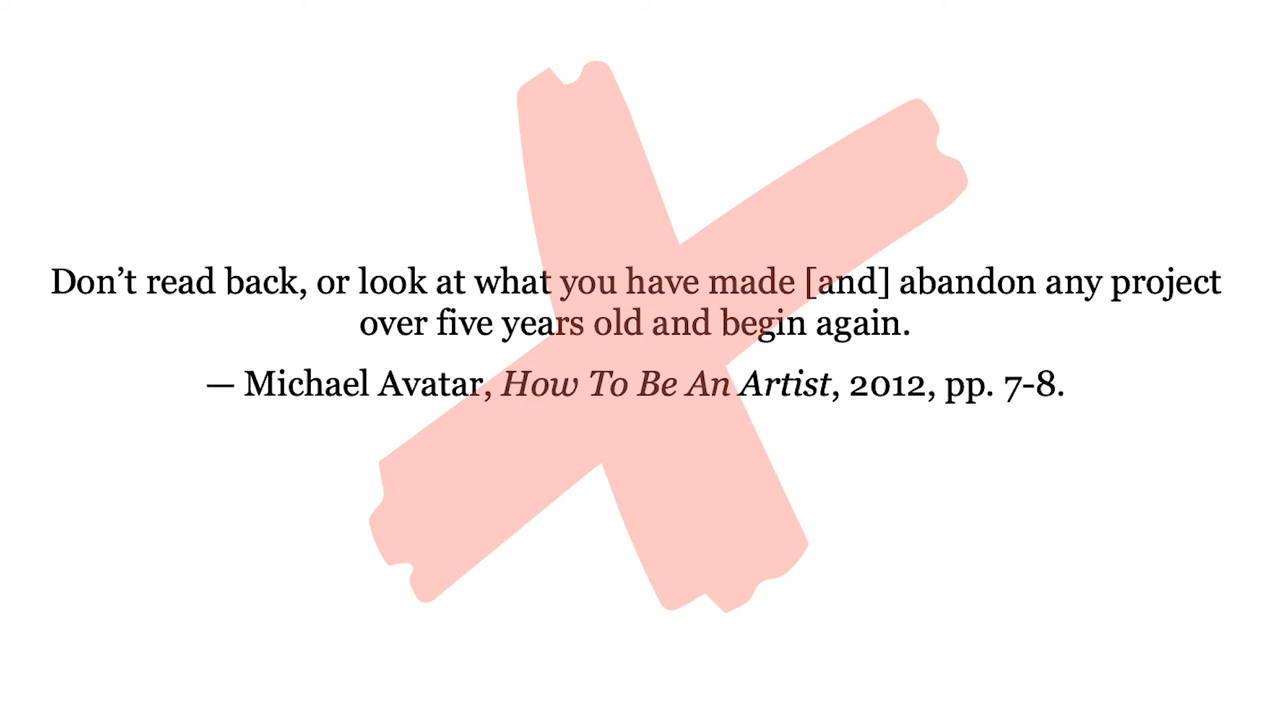 Don’t read back, or look at what you have made [and] abandon any project
over five years old and begin again.
— Michael Avatar, How To Be An Artist, 2012, pp. 7-8.